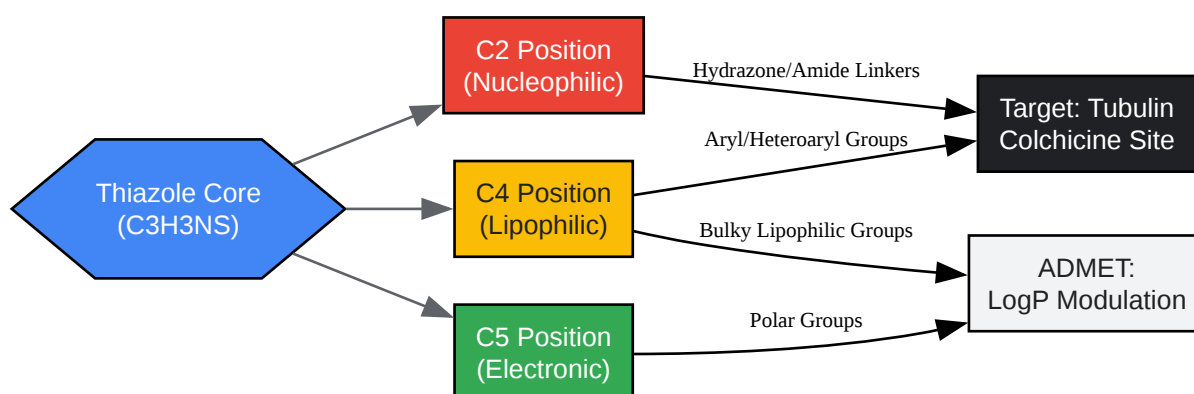 Thiazole Core
(C3H3NS)
C2 Position
(Nucleophilic)
C4 Position
(Lipophilic)
C5 Position
(Electronic)
Hydrazone/Amide Linkers
Aryl/Heteroaryl Groups
Bulky Lipophilic Groups
Polar Groups
Target: Tubulin
Colchicine Site
ADMET:
LogP Modulation